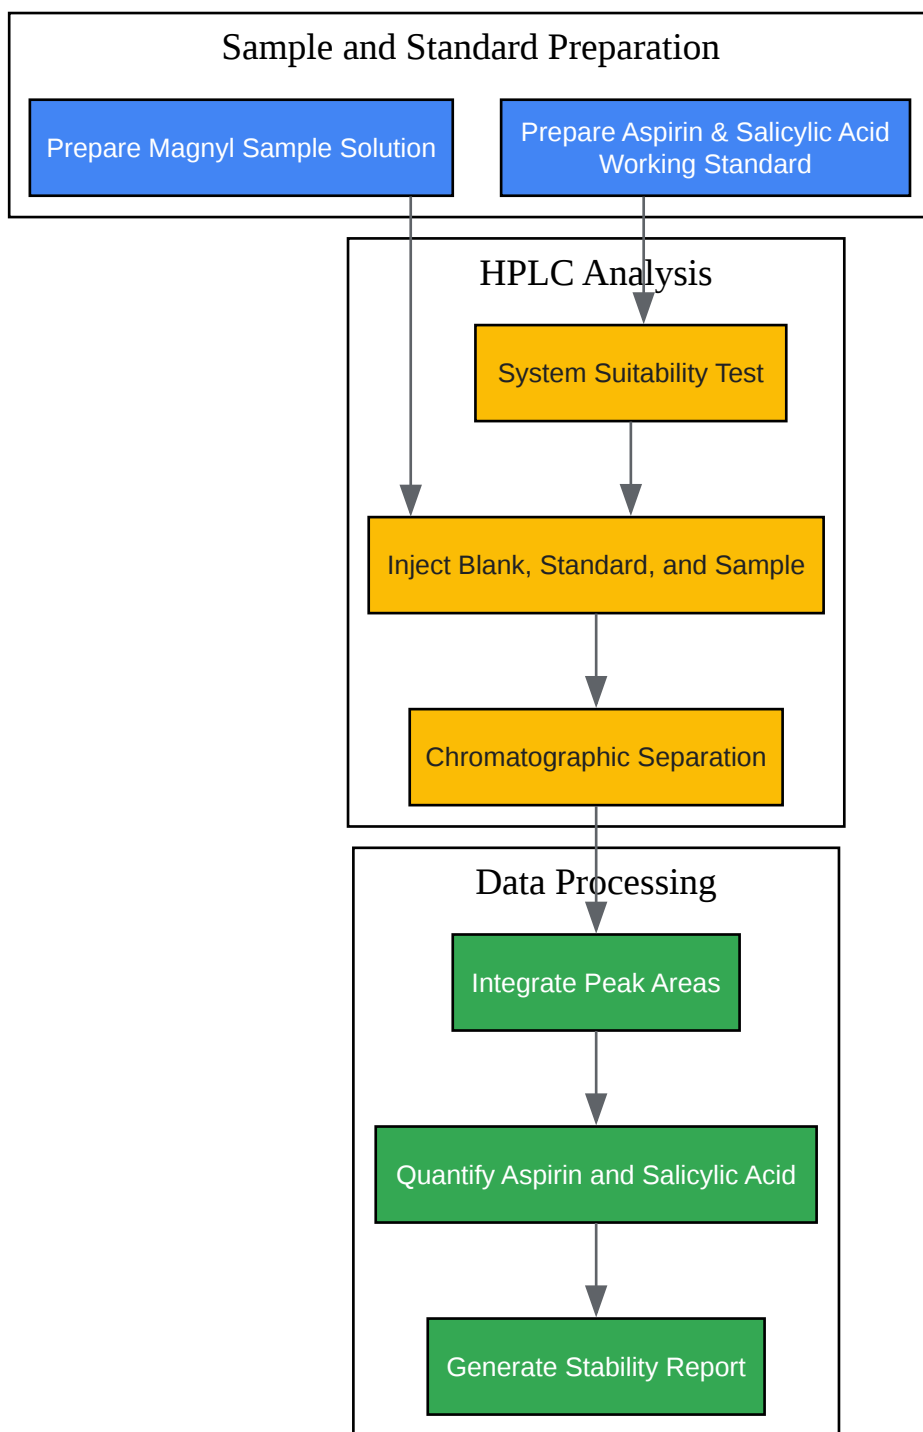 Sample and Standard Preparation
Prepare Magnyl Sample Solution
Prepare Aspirin & Salicylic Acid
Working Standard
HPLC Analysis
System Suitability Test
Inject Blank, Standard, and Sample
Chromatographic Separation
Data Processing
Integrate Peak Areas
Quantify Aspirin and Salicylic Acid
Generate Stability Report